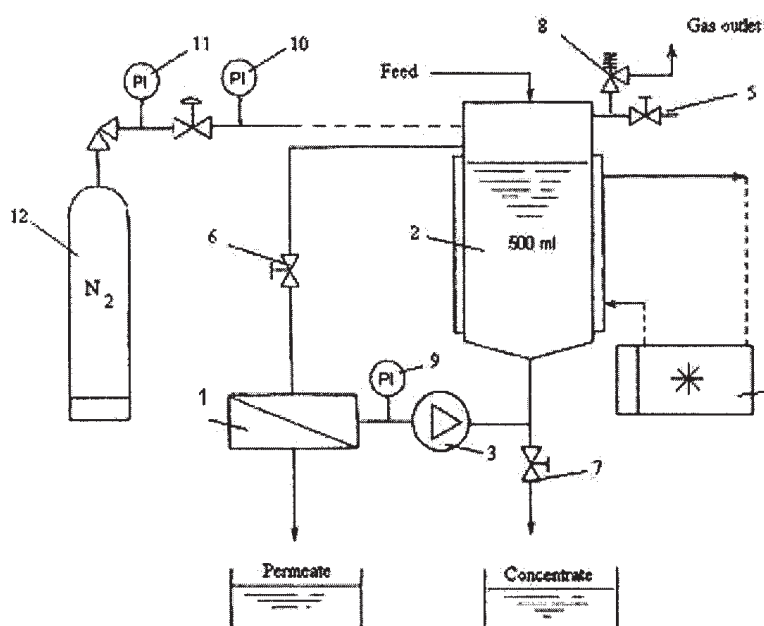 11
10
8
Gas outlet
PI
PI
Feed
5
12
6
2
500 ml
N2
1
PI
9
3
7
Permeate
Concentrate